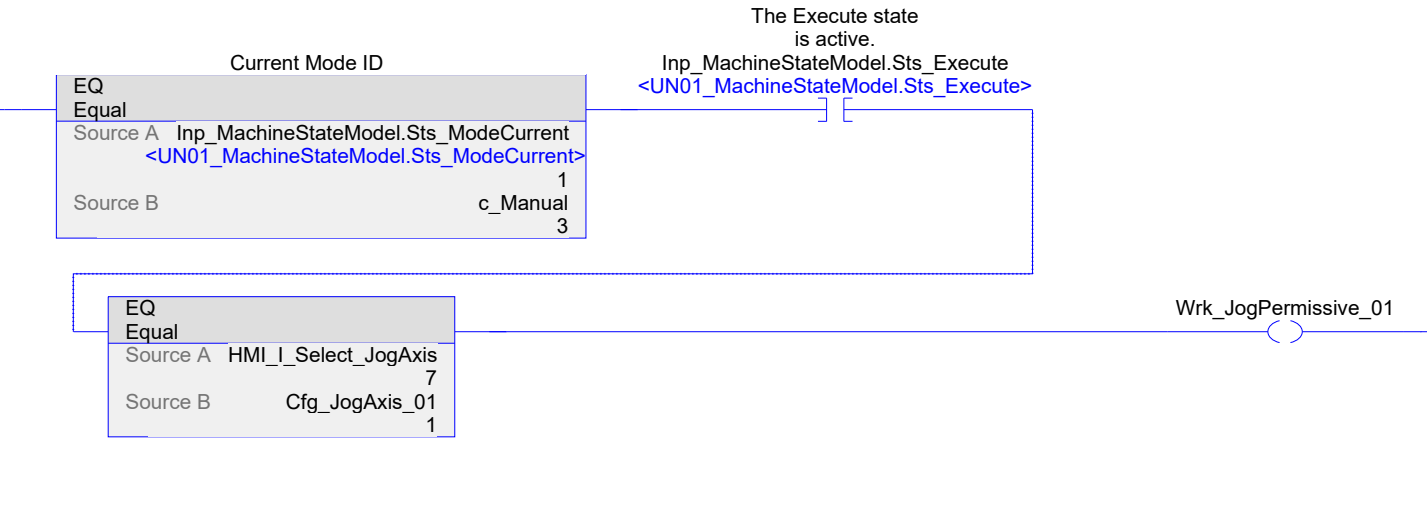 The Execute state
is active.
Current Mode ID
Inp_MachineStateModel.Sts_Execute
<UN01_MachineStateModel.Sts_Execute>
EQ
Equal
Source A Inp_MachineStateModel.Sts_ModeCurrent
<UN01_MachineStateModel.Sts_ModeCurrent>
1
Source B c_Manual
3
EQ
Equal
Source A HMI_I_Select_JogAxis
7
Source B Cfg_JogAxis_01
1
Wrk_JogPermissive_01